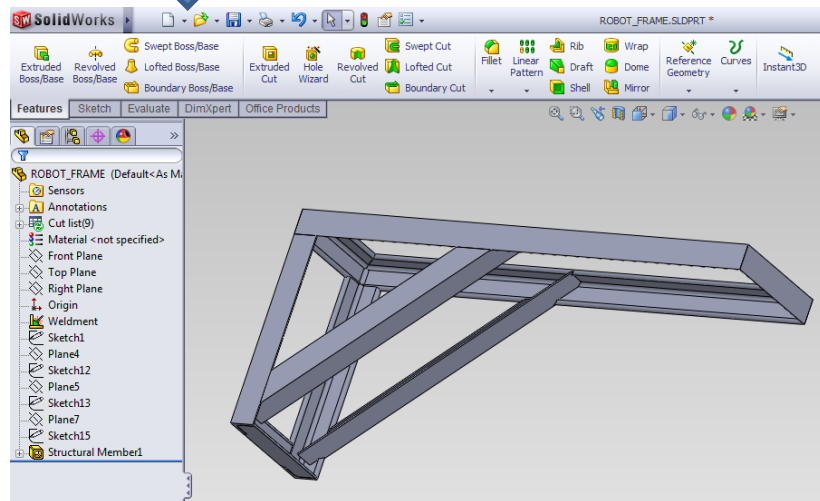 SolidWorks ROBOT_FRAME.SLDPRT *
Extruded Boss/Base
Revolved Boss/Base
Swept Boss/Base
Lofted Boss/Base
Boundary Boss/Base
Extruded Cut
Hole Wizard
Revolved Cut
Swept Cut
Lofted Cut
Boundary Cut
Fillet
Linear Pattern
Rib
Draft
Shell
Wrap
Dome
Mirror
Reference Geometry
Curves
Instant3D
Features Sketch Evaluate DimXpert Office Products
ROBOT_FRAME (Default<As Ma
Sensors
Annotations
Cut list(9)
Material <not specified>
Front Plane
Top Plane
Right Plane
Origin
Weldment
Sketch1
Plane4
Sketch12
Plane5
Sketch13
Plane7
Sketch15
Structural Member1